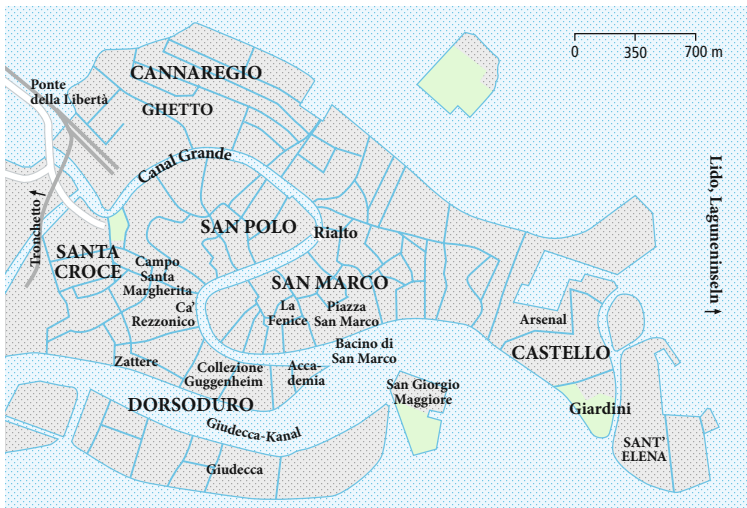 CANNAREGIO
0 350 700 m
Ponte
della Libertà
GHETTO
Canal Grande
Lido, Laguneninseln
Tronchetto
SAN POLO
Rialto
SANTA
CROCE
Campo
Santa
Margherita
SAN MARCO
Ca'
Rezzonico
La
Fenice
Piazza
San Marco
Arsenal
Bacino di
San Marco
CASTELLO
Zattere
Collezione
Guggenheim
Acca-
demia
San Giorgio
Maggiore
DORSODURO
Giardini
Giudecca-Kanal
SANT'
ELENA
Giudecca